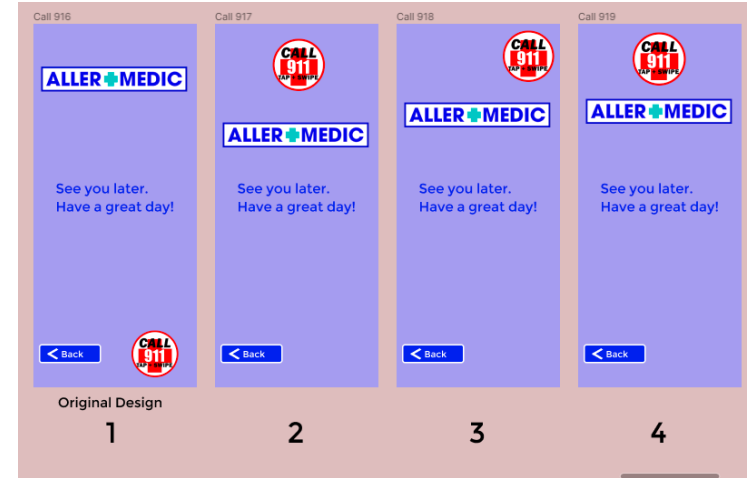 Call 916
ALLER MEDIC
See you later.
Have a great day!
Back
CALL
911
TAP - SWIPE
Original Design
1
Call 917
CALL
911
TAP - SWIPE
ALLER MEDIC
See you later.
Have a great day!
Back
2
Call 918
CALL
911
TAP - SWIPE
ALLER MEDIC
See you later.
Have a great day!
Back
3
Call 919
CALL
911
TAP - SWIPE
ALLER MEDIC
See you later.
Have a great day!
Back
4